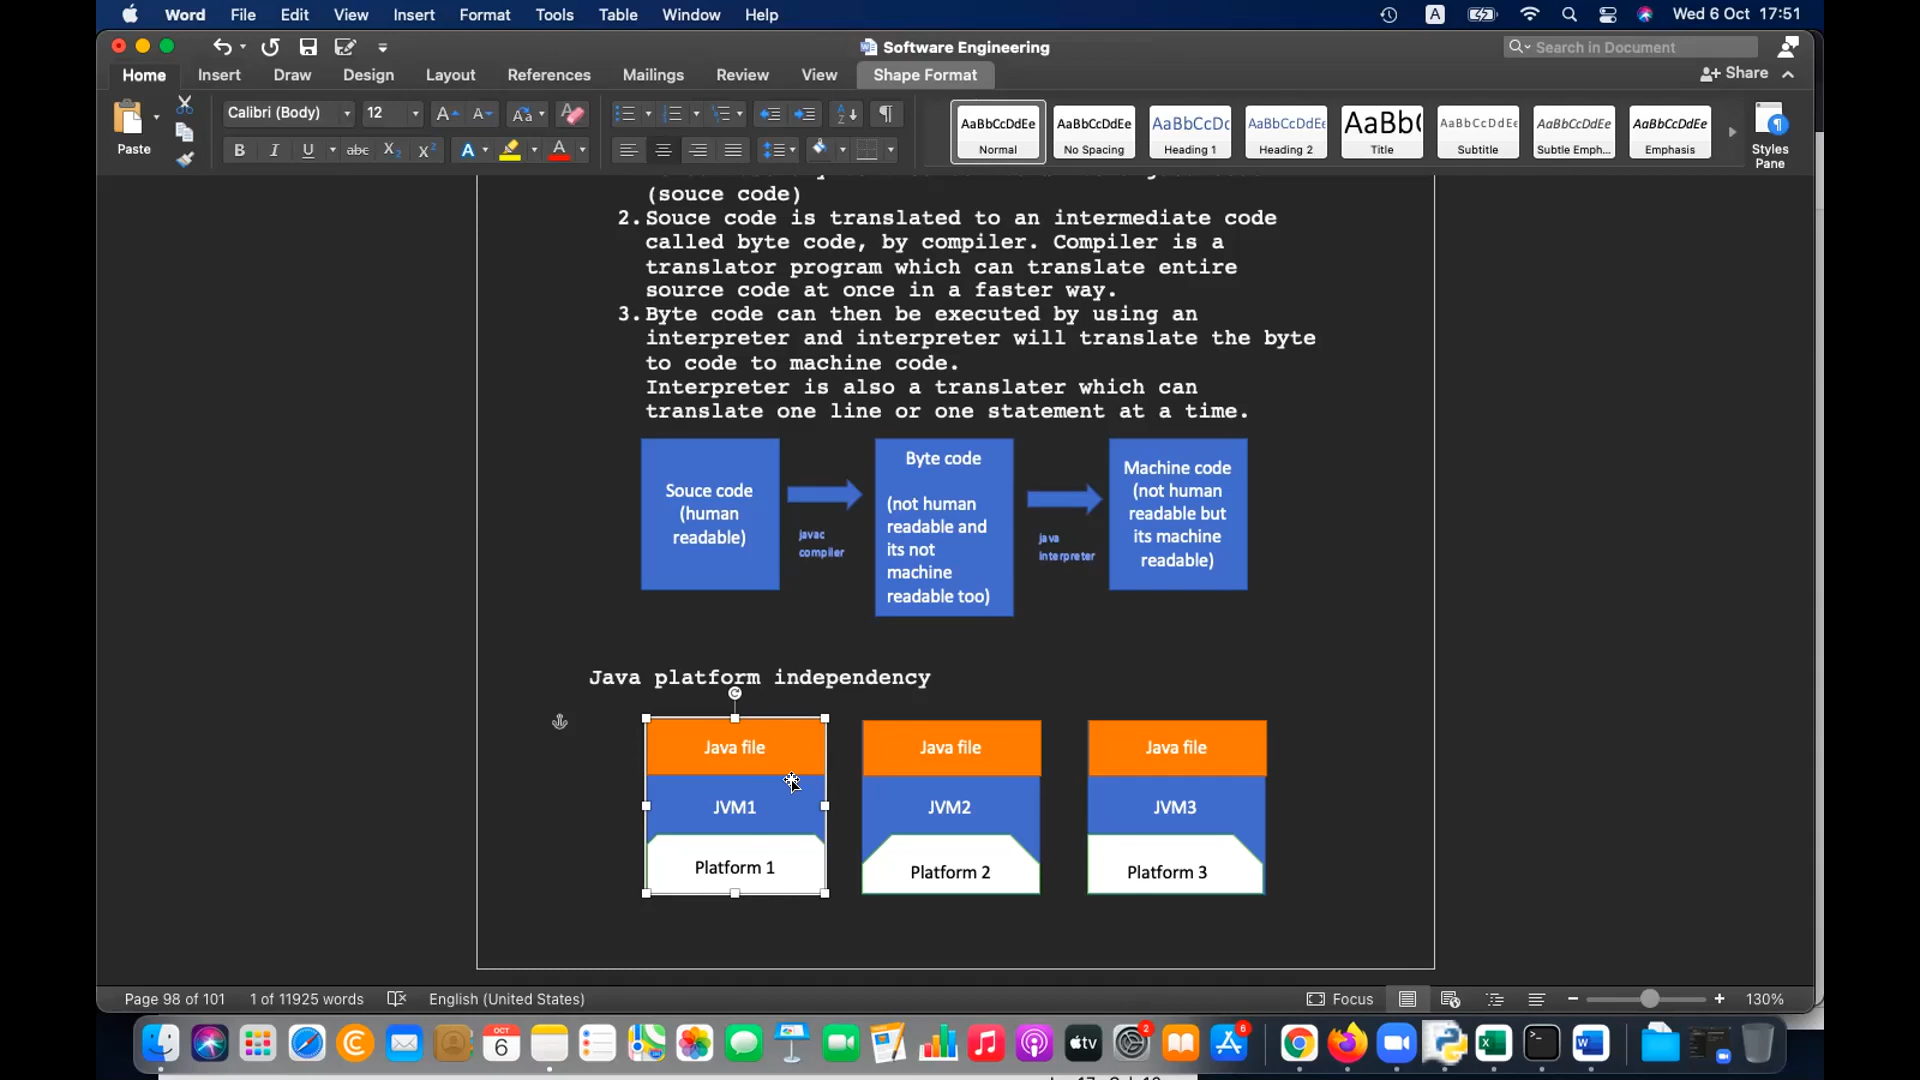 Word File Edit View Insert Format Tools Table Window Help
A
Wed 6 Oct 17:51
Software Engineering
Search in Document
Home Insert Draw Design Layout References Mailings Review View Shape Format
Share
Paste
Calibri (Body) 12
AaBbCcDdEe AaBbCcDdEe AaBbCcDc AaBbCcDdEe AaBb( AaBbCcDdEe AaBbCcDdEe AaBbCcDdEe
Normal No Spacing Heading 1 Heading 2 Title Subtitle Subtle Emph... Emphasis
Styles
Pane
B I U abc X2 X2 A A
(souce code)
2. Souce code is translated to an intermediate code
called byte code, by compiler. Compiler is a
translator program which can translate entire
source code at once in a faster way.
3. Byte code can then be executed by using an
interpreter and interpreter will translate the byte
to code to machine code.
Interpreter is also a translater which can
translate one line or one statement at a time.
Souce code
(human
readable)
javac
compiler
Byte code
(not human
readable and
its not
machine
readable too)
java
interpreter
Machine code
(not human
readable but
its machine
readable)
Java platform independency
Java file
JVM1
Platform 1
Java file
JVM2
Platform 2
Java file
JVM3
Platform 3
Page 98 of 101 1 of 11925 words English (United States)
Focus
130%
OCT
6
tv
2
6